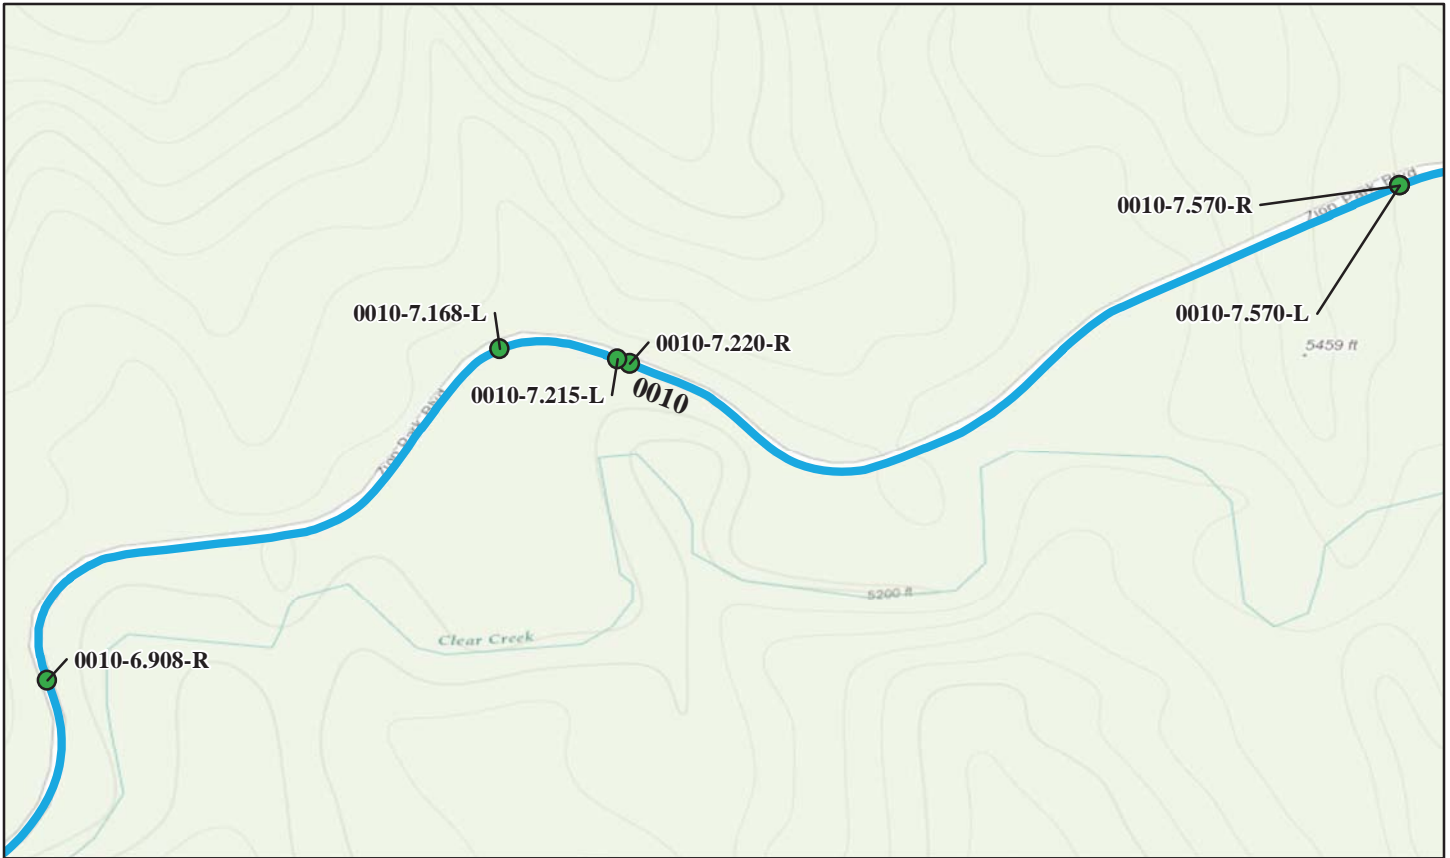 Zion Park Blvd
0010-7.570-R
0010-7.168-L
0010-7.570-L
0010-7.220-R
5459 ft
0010-7.215-L
0010
Zion Park Blvd
5200 ft
Clear Creek
0010-6.908-R